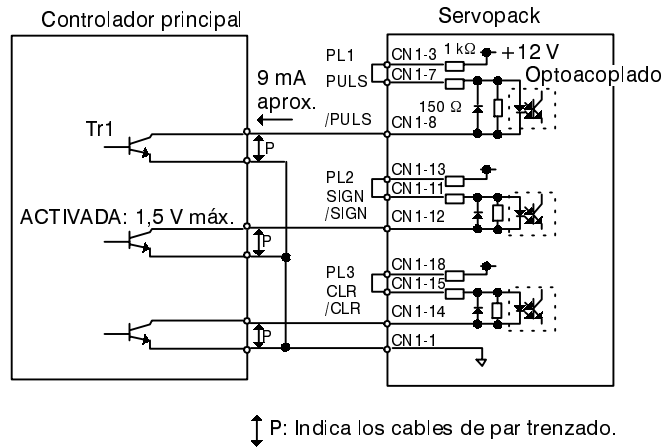 Controlador principal
Servopack
PL1
CN1-3
1 kΩ
+12 V
PULS
CN1-7
Optoacoplado
9 mA
aprox.
150 Ω
/PULS
CN1-8
Tr1
P
PL2
CN1-13
SIGN
CN1-11
/SIGN
CN1-12
ACTIVADA: 1,5 V máx.
P
PL3
CN1-18
CLR
CN1-15
/CLR
CN1-14
P
CN1-1
P: Indica los cables de par trenzado.